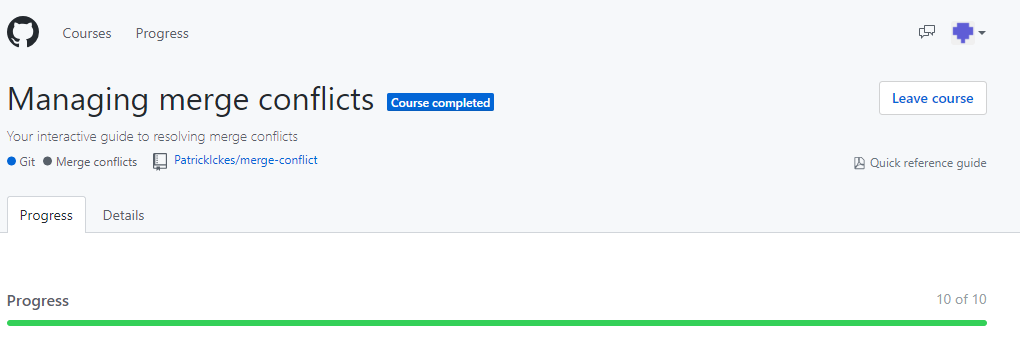 Courses Progress
Managing merge conflicts Course completed Leave course
Your interactive guide to resolving merge conflicts
Git Merge conflicts PatrickIckes/merge-conflict Quick reference guide
Progress Details
Progress 10 of 10